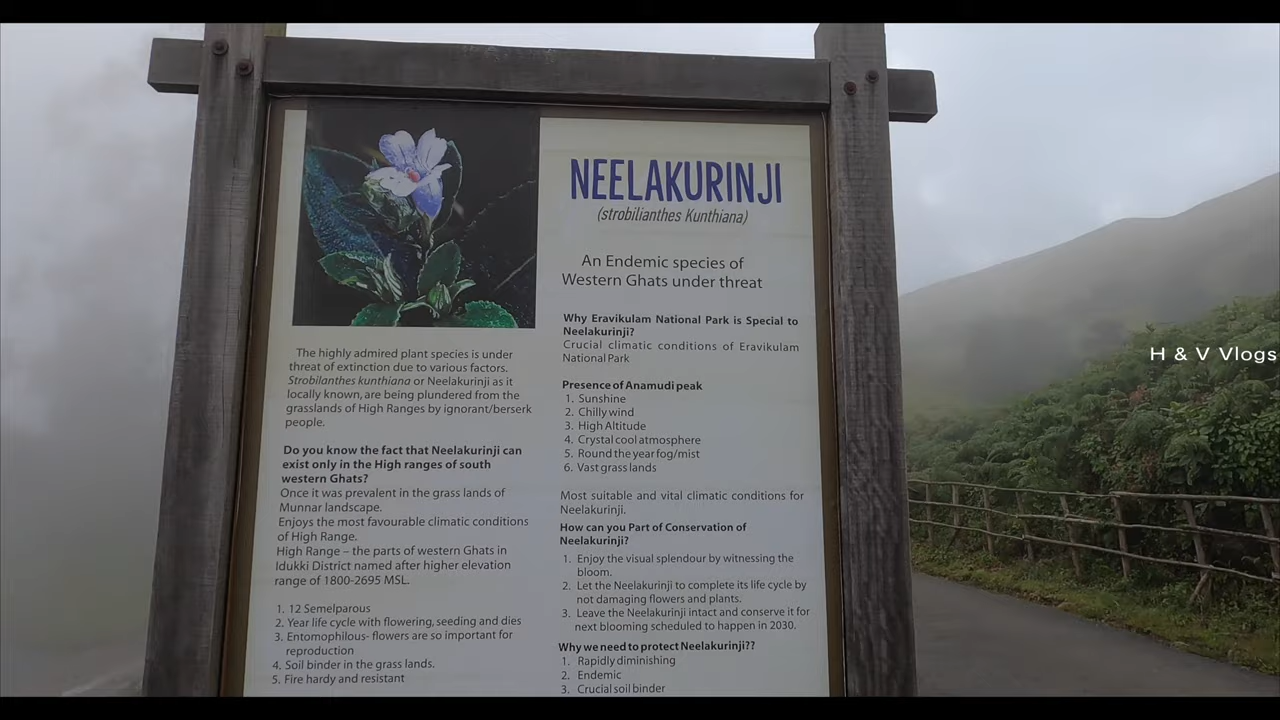 The highly admired plant species is under
threat of extinction due to various factors.
Strobilanthes kunthiana or Neelakurinji as it
locally known, are being plundered from the
grasslands of High Ranges by ignorant/berserk
people.
Do you know the fact that Neelakurinji can
exist only in the High ranges of south
western Ghats?
Once it was prevalent in the grass lands of
Munnar landscape.
Enjoys the most favourable climatic conditions
of High Range.
High Range – the parts of western Ghats in
Idukki District named after higher elevation
range of 1800-2695 MSL.
1. 12 Semelparous
2. Year life cycle with flowering, seeding and dies
3. Entomophilous- flowers are so important for
reproduction
4. Soil binder in the grass lands.
5. Fire hardy and resistant
NEELAKURINJI
(strobilianthes Kunthiana)
An Endemic species of
Western Ghats under threat
Why Eravikulam National Park is Special to
Neelakurinji?
Crucial climatic conditions of Eravikulam
National Park
Presence of Anamudi peak
1. Sunshine
2. Chilly wind
3. High Altitude
4. Crystal cool atmosphere
5. Round the year fog/mist
6. Vast grass lands
Most suitable and vital climatic conditions for
Neelakurinji.
How can you Part of Conservation of
Neelakurinji?
1. Enjoy the visual splendour by witnessing the
bloom.
2. Let the Neelakurinji to complete its life cycle by
not damaging flowers and plants.
3. Leave the Neelakurinji intact and conserve it for
next blooming scheduled to happen in 2030.
Why we need to protect Neelakurinji??
1. Rapidly diminishing
2. Endemic
3. Crucial soil binder
H & V Vlogs